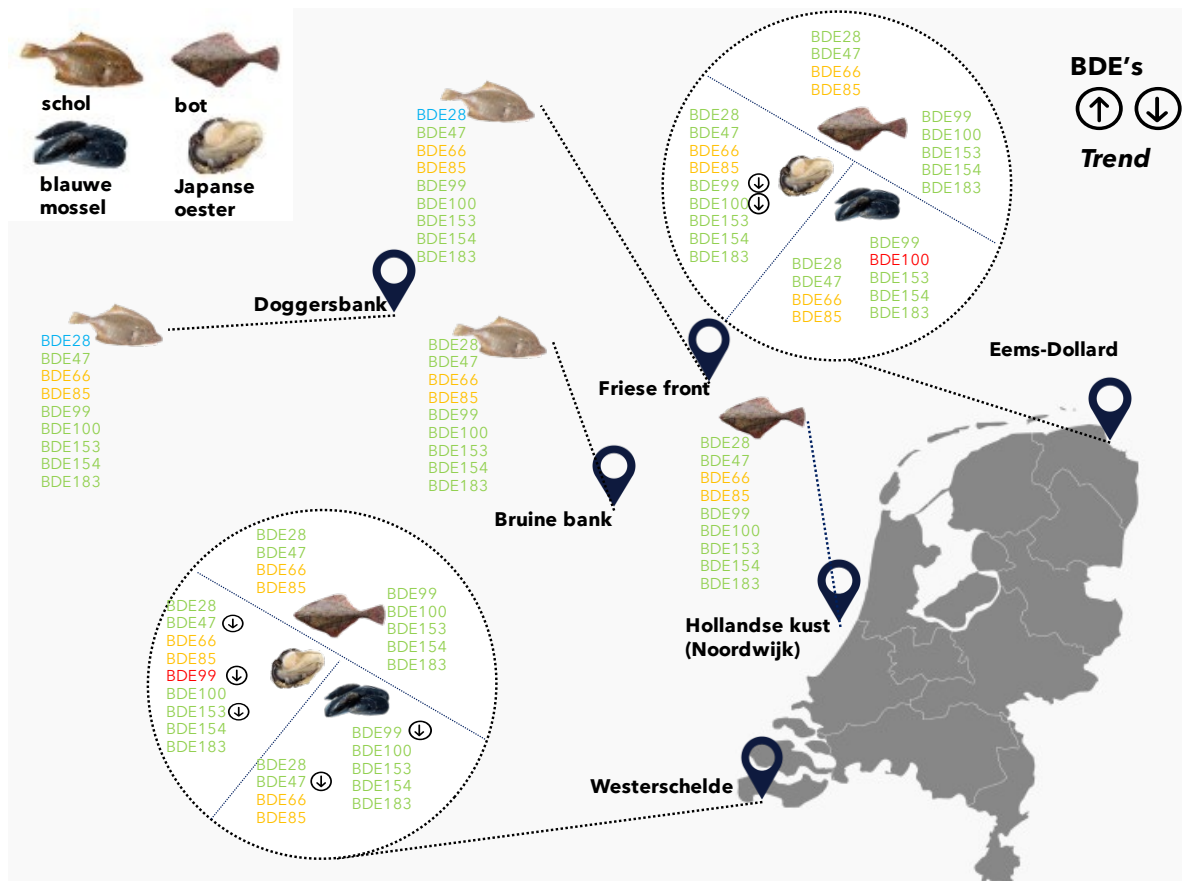 schol
bot
blauwe
mossel
Japanse
oester
BDE's
Trend
BDE28
BDE47
BDE66
BDE85
BDE99
BDE100
BDE153
BDE154
BDE183
Doggersbank
BDE28
BDE47
BDE66
BDE85
BDE99
BDE100
BDE153
BDE154
BDE183
Friese front
BDE28
BDE47
BDE66
BDE85
BDE99
BDE100
BDE153
BDE154
BDE183
Bruine bank
BDE28
BDE47
BDE66
BDE85
BDE99
BDE100
BDE153
BDE154
BDE183
BDE28
BDE47
BDE66
BDE85
BDE99
BDE100
BDE153
BDE154
BDE183
BDE28
BDE47
BDE66
BDE85
BDE99
BDE100
BDE153
BDE154
BDE183
Eems-Dollard
BDE28
BDE47
BDE66
BDE85
BDE99
BDE100
BDE153
BDE154
BDE183
Hollandse kust
(Noordwijk)
BDE28
BDE47
BDE66
BDE85
BDE99
BDE100
BDE153
BDE154
BDE183
BDE28
BDE47
BDE66
BDE85
BDE99
BDE100
BDE153
BDE154
BDE183
BDE28
BDE47
BDE66
BDE85
BDE99
BDE100
BDE153
BDE154
BDE183
Westerschelde